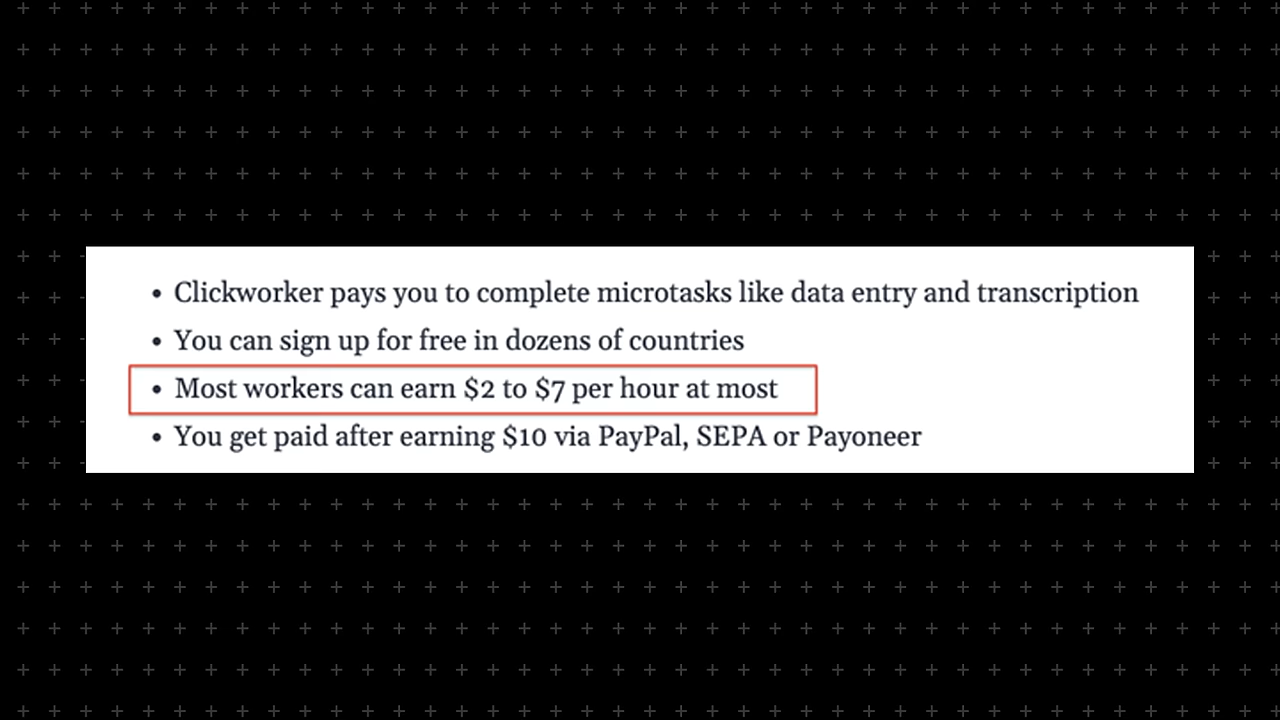 • Clickworker pays you to complete microtasks like data entry and transcription
• You can sign up for free in dozens of countries
• Most workers can earn $2 to $7 per hour at most
• You get paid after earning $10 via PayPal, SEPA or Payoneer